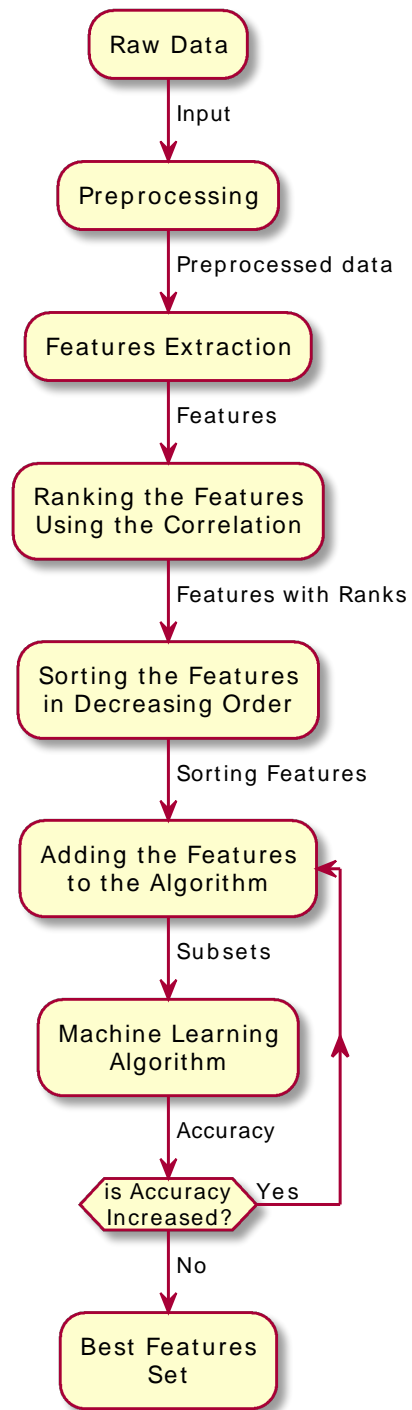 Raw Data
Input
Preprocessing
Preprocessed data
Features Extraction
Features
Ranking the Features
Using the Correlation
Features with Ranks
Sorting the Features
in Decreasing Order
Sorting Features
Adding the Features
to the Algorithm
Subsets
Machine Learning
Algorithm
Accuracy
is Accuracy
Increased?
Yes
No
Best Features
Set